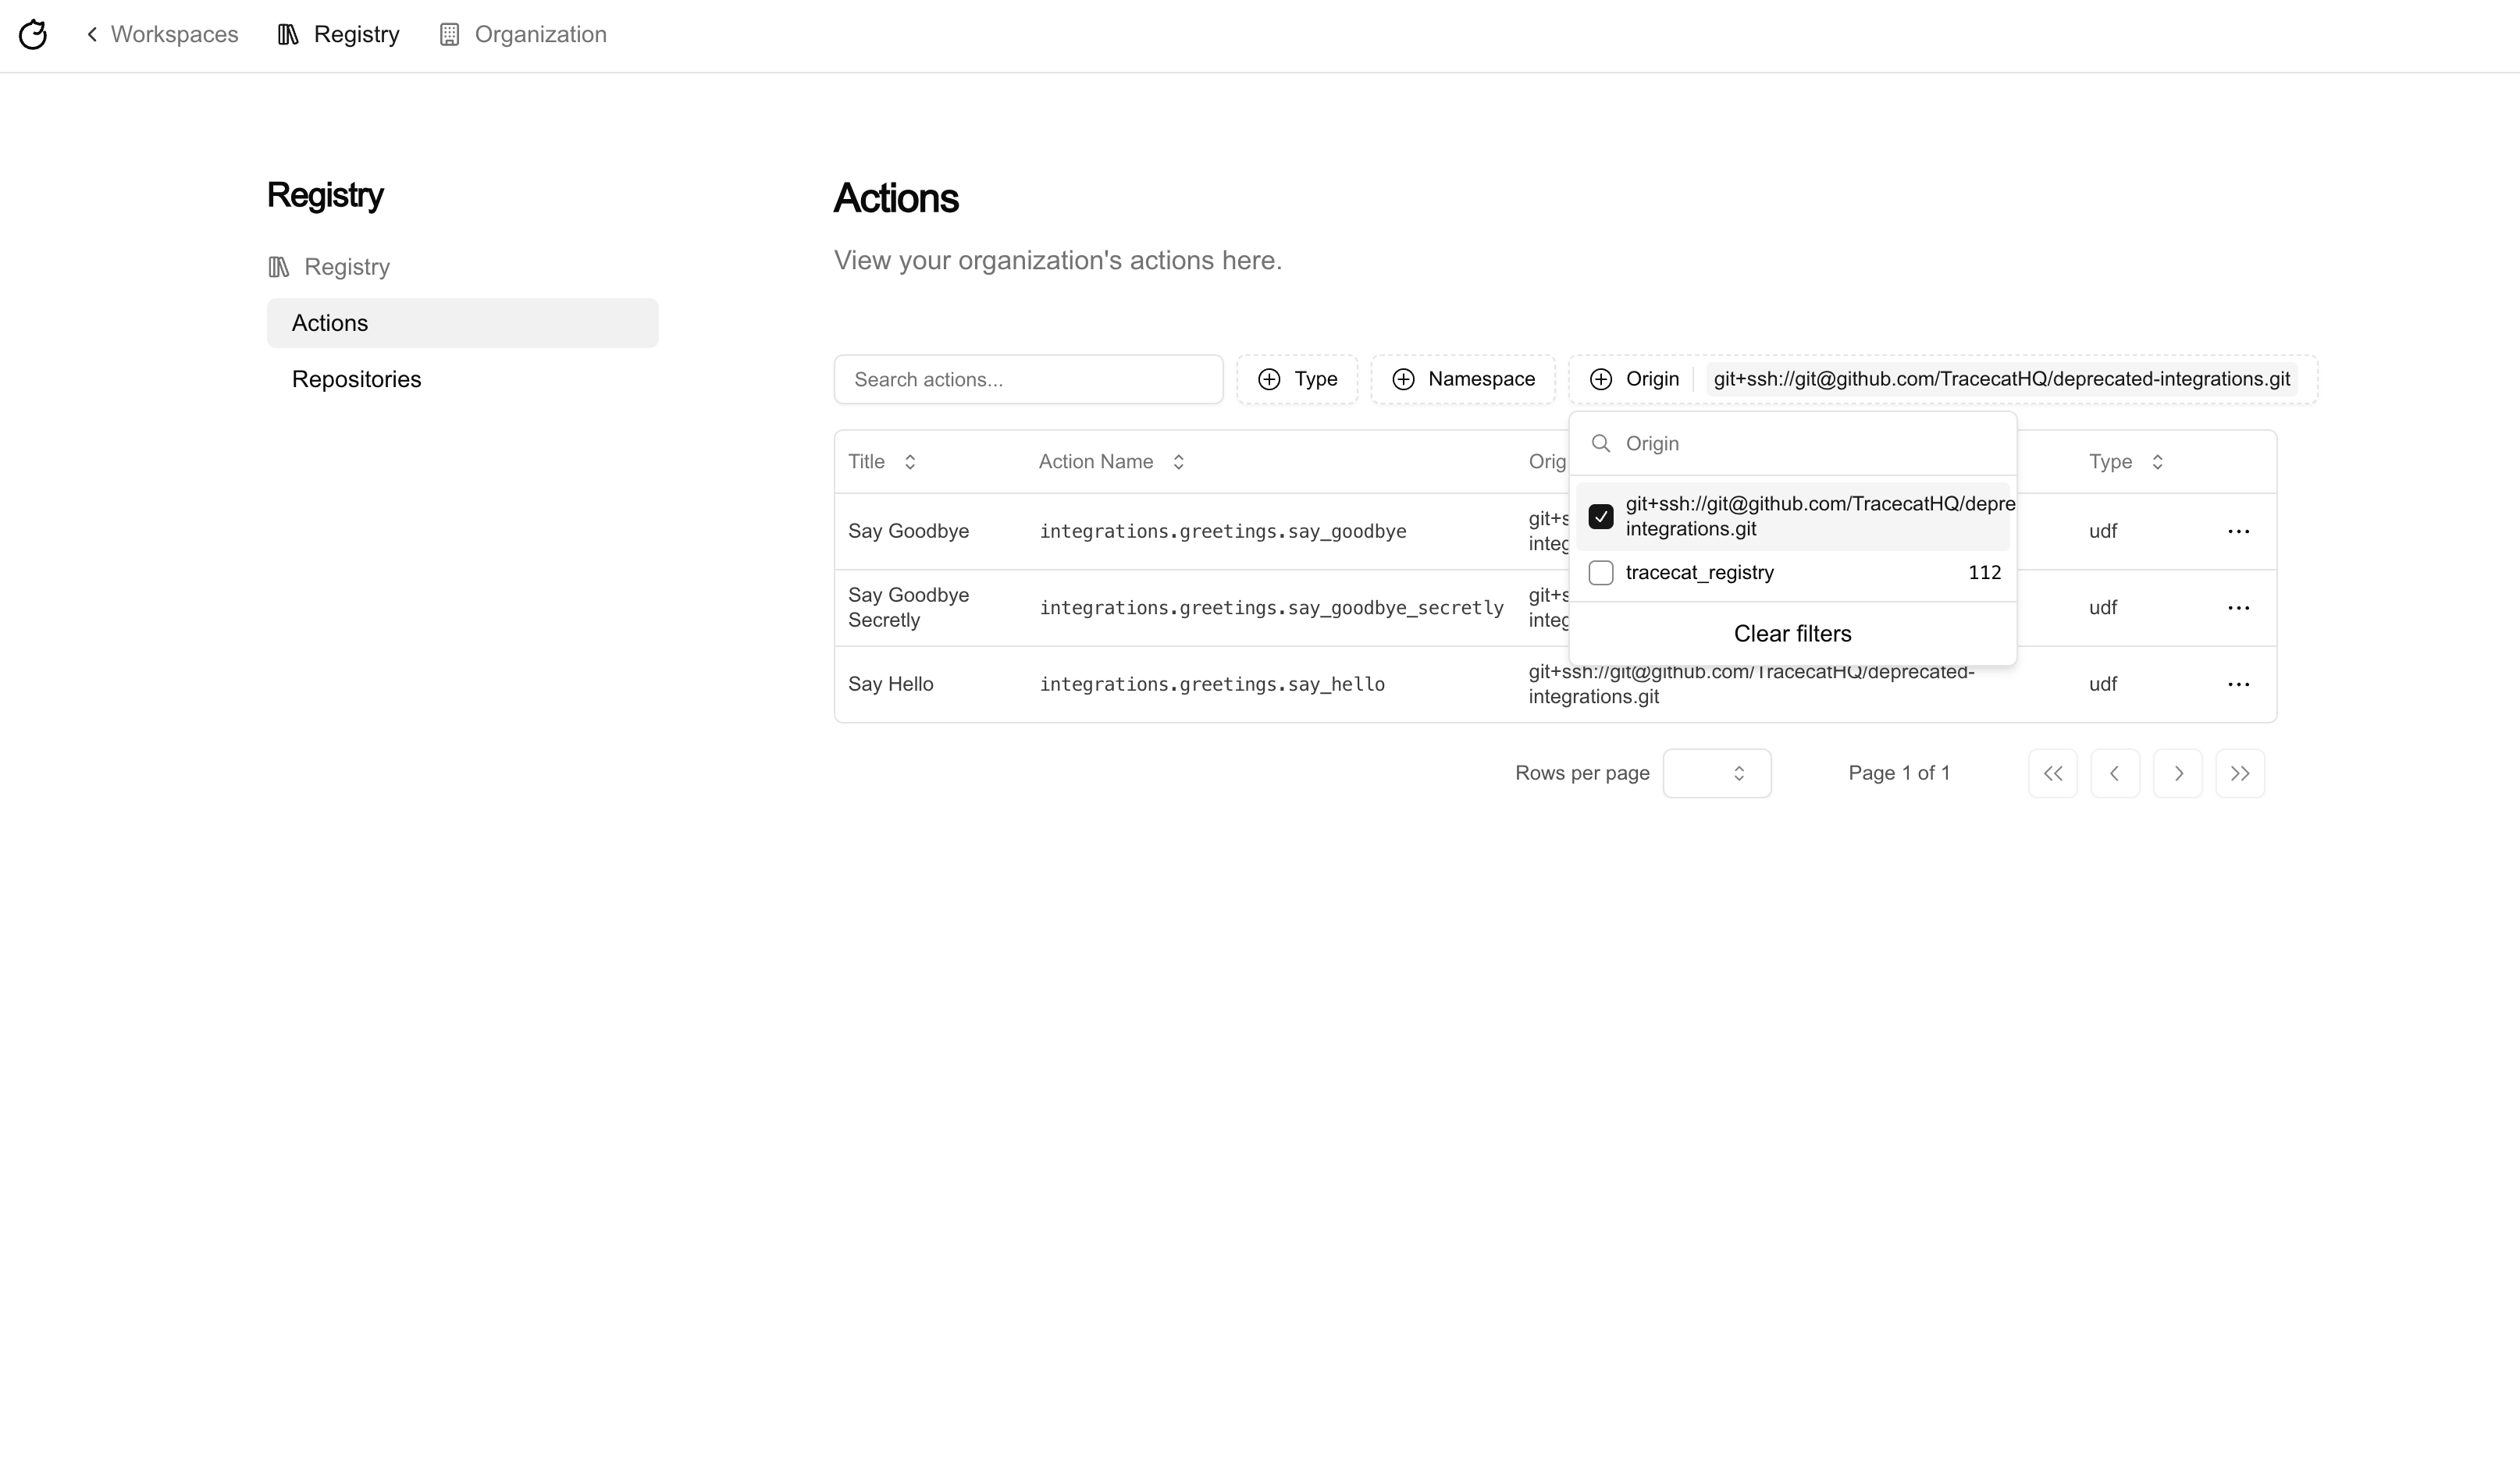 Workspaces Registry Organization
Registry
Registry
Actions
Repositories
Actions
View your organization's actions here.
Search actions... Type Namespace Origin git+ssh://git@github.com/TracecatHQ/deprecated-integrations.git
Origin
git+ssh://git@github.com/TracecatHQ/depre
integrations.git
tracecat_registry 112
Clear filters
Title Action Name Orig Type
Say Goodbye integrations.greetings.say_goodbye git+s
integ
udf
Say Goodbye
Secretly
integrations.greetings.say_goodbye_secretly git+s
integ
udf
Say Hello integrations.greetings.say_hello git+ssh://git@github.com/TracecatHQ/deprecated-
integrations.git
udf
Rows per page Page 1 of 1